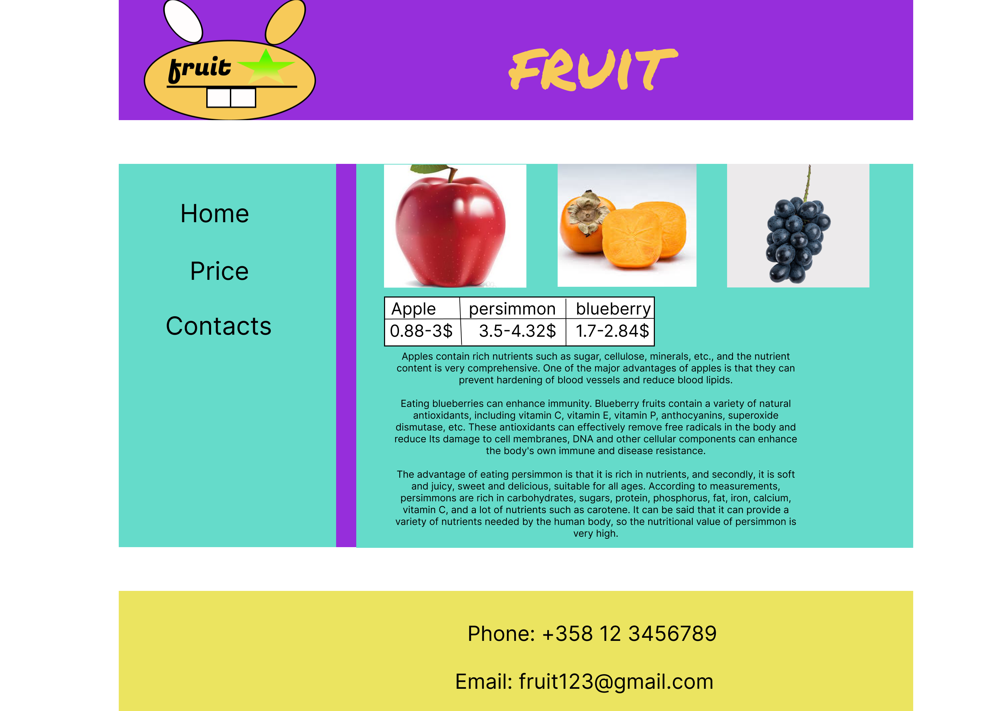 fruit
FRUIT
Home
Price
Contacts
Apple persimmon blueberry
0.88-3$ 3.5-4.32$ 1.7-2.84$
Apples contain rich nutrients such as sugar, cellulose, minerals, etc., and the nutrient
content is very comprehensive. One of the major advantages of apples is that they can
prevent hardening of blood vessels and reduce blood lipids.
Eating blueberries can enhance immunity. Blueberry fruits contain a variety of natural
antioxidants, including vitamin C, vitamin E, vitamin P, anthocyanins, superoxide
dismutase, etc. These antioxidants can effectively remove free radicals in the body and
reduce Its damage to cell membranes, DNA and other cellular components can enhance
the body's own immune and disease resistance.
The advantage of eating persimmon is that it is rich in nutrients, and secondly, it is soft
and juicy, sweet and delicious, suitable for all ages. According to measurements,
persimmons are rich in carbohydrates, sugars, protein, phosphorus, fat, iron, calcium,
vitamin C, and a lot of nutrients such as carotene. It can be said that it can provide a
variety of nutrients needed by the human body, so the nutritional value of persimmon is
very high.
Phone: +358 12 3456789
Email: fruit123@gmail.com